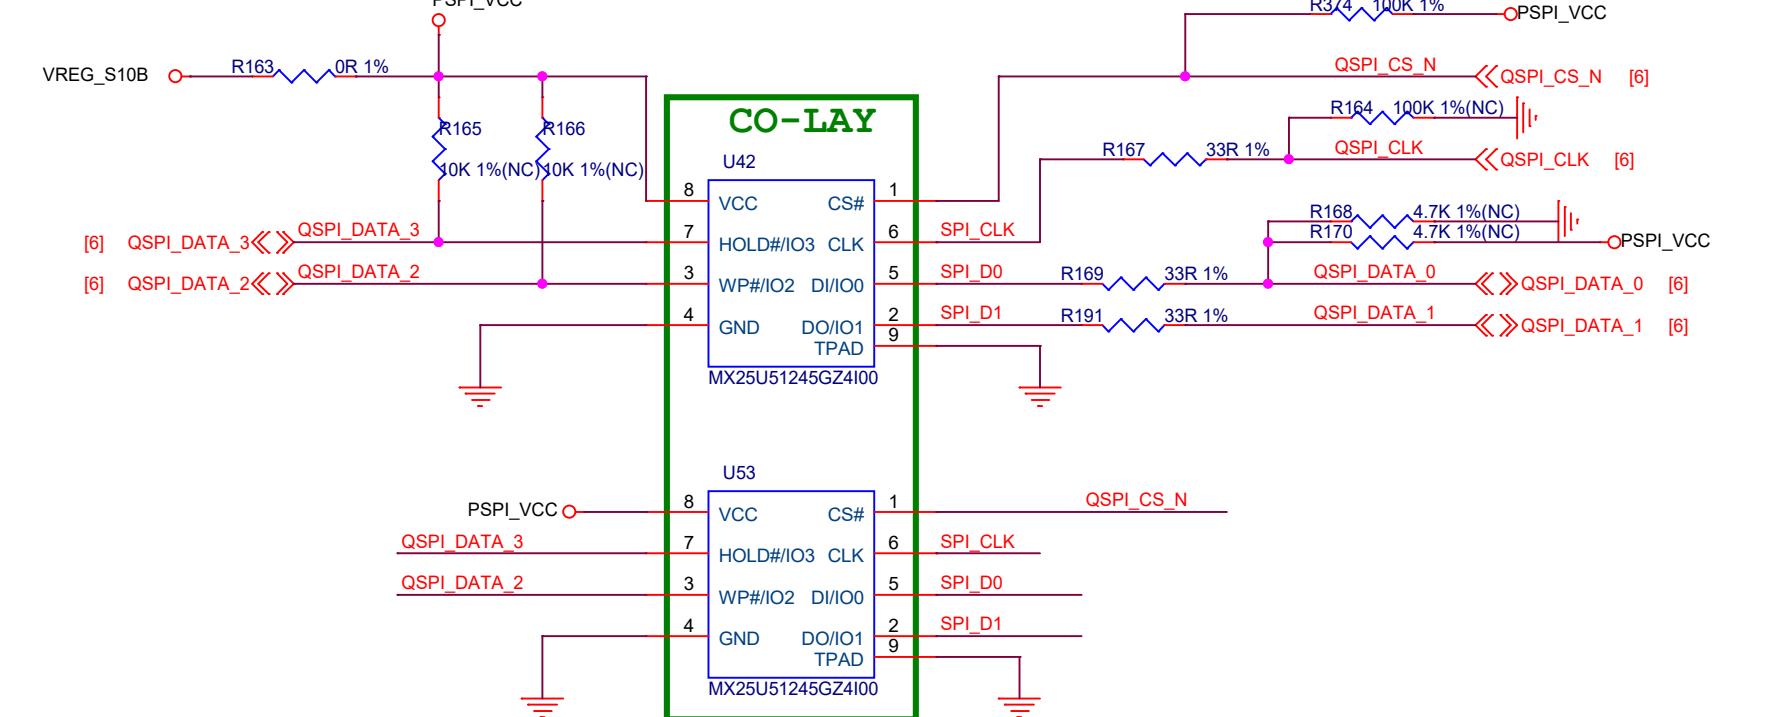 PSPI_VCC
R374 100K 1% PSPI_VCC
VREG_S10B R163 0R 1% QSPI_CS_N QSPI_CS_N [6]
R164 100K 1%(NC)
CO-LAY
R165 R166
QSPI_CLK QSPI_CLK [6]
R167 33R 1%
U42
10K 1%(NC) 10K 1%(NC)
8 VCC CS# 1
R168 4.7K 1%(NC)
[6] QSPI_DATA_3 QSPI_DATA_3 7 HOLD#/IO3 CLK 6 SPI_CLK R170 4.7K 1%(NC) PSPI_VCC
[6] QSPI_DATA_2 QSPI_DATA_2 3 WP#/IO2 DI/IO0 5 SPI_D0 R169 33R 1% QSPI_DATA_0 QSPI_DATA_0 [6]
4 GND DO/IO1 2 SPI_D1 R191 33R 1% QSPI_DATA_1 QSPI_DATA_1 [6]
TPAD 9
MX25U51245GZ4I00
U53
PSPI_VCC 8 VCC CS# 1 QSPI_CS_N
QSPI_DATA_3 7 HOLD#/IO3 CLK 6 SPI_CLK
QSPI_DATA_2 3 WP#/IO2 DI/IO0 5 SPI_D0
4 GND DO/IO1 2 SPI_D1
TPAD 9
MX25U51245GZ4I00